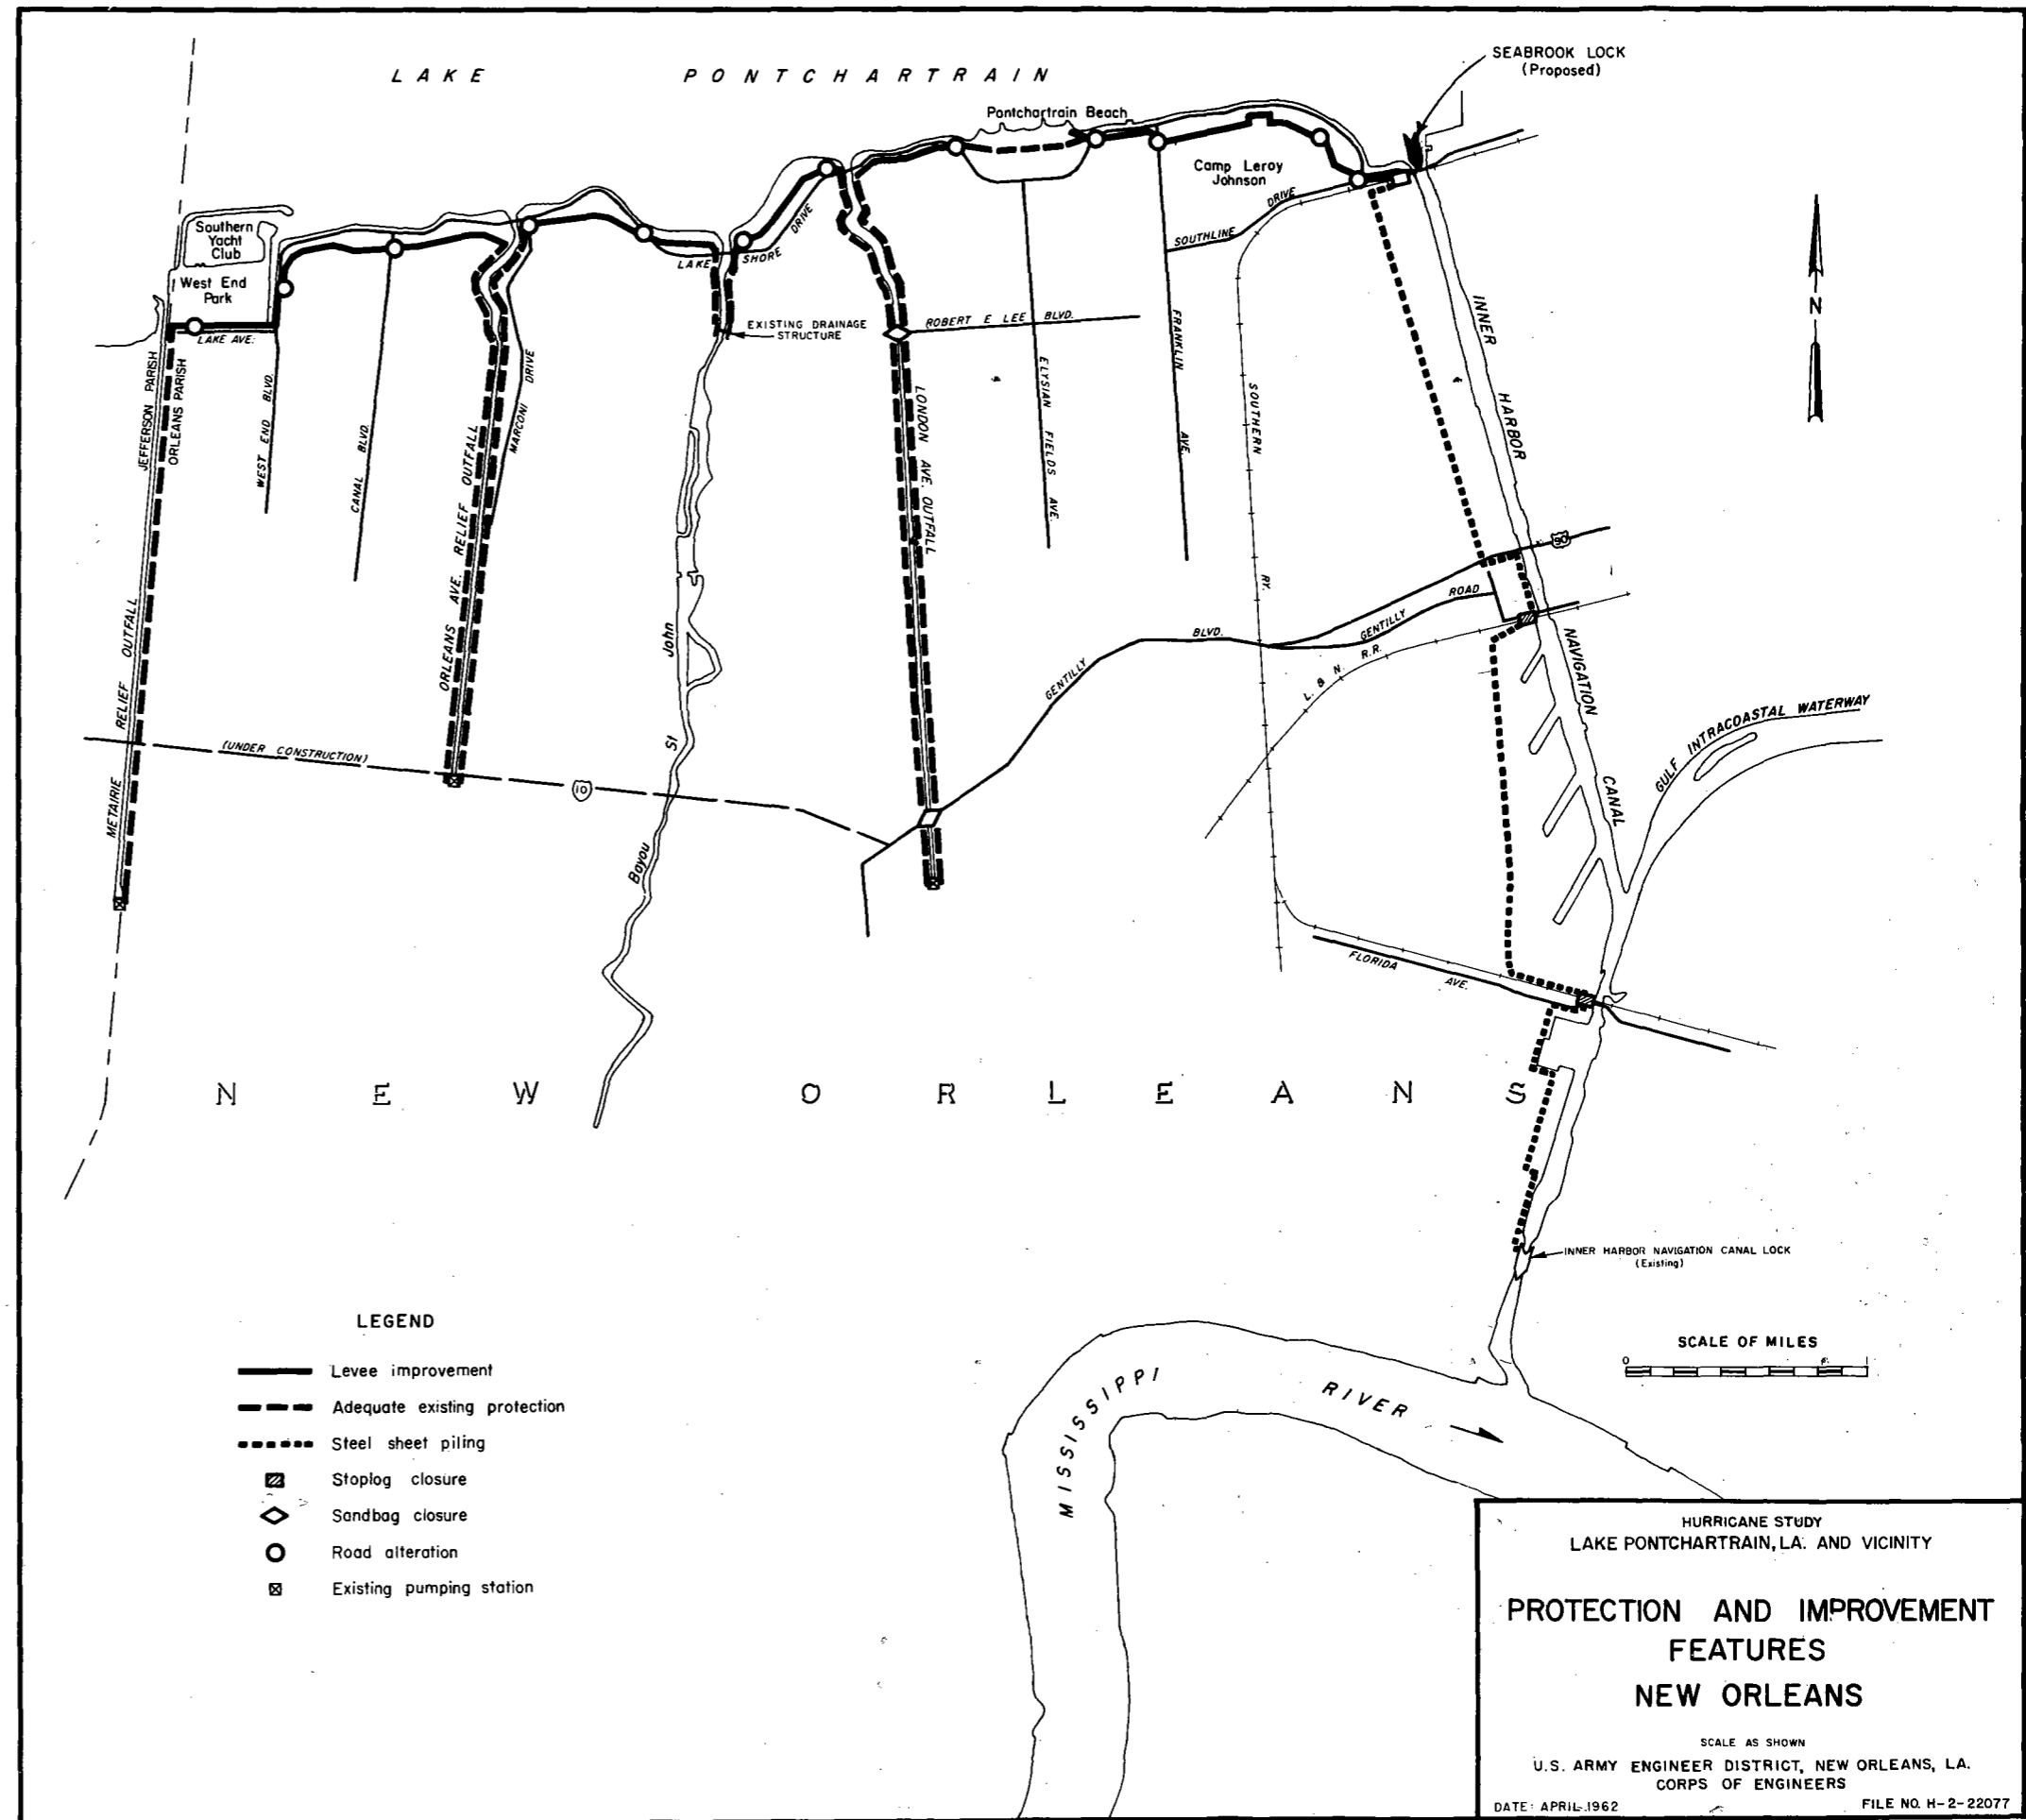 LAKE PONTCHARTRAIN
SEABROOK LOCK
(Proposed)
Pontchartrain Beach
Camp Leroy
Johnson
Southern
Yacht
Club
West End
Park
LAKE AVE.
LAKE SHORE DRIVE
SOUTHLINE DRIVE
EXISTING DRAINAGE
STRUCTURE
ROBERT E LEE BLVD.
N
JEFFERSON PARISH
ORLEANS PARISH
WEST END BLVD.
CANAL BLVD.
MARCONI DRIVE
ORLEANS AVE. RELIEF OUTFALL
METAIRIE RELIEF OUTFALL
LONDON AVE. OUTFALL
ELYSIAN FIELDS AVE.
FRANKLIN AVE.
SOUTHERN RY.
INNER HARBOR NAVIGATION CANAL
90
GENTILLY BLVD.
GENTILLY ROAD
L. & N. R.R.
GULF INTRACOASTAL WATERWAY
(UNDER CONSTRUCTION)
10
Bayou St John
FLORIDA AVE.
NEW ORLEANS
INNER HARBOR NAVIGATION CANAL LOCK
(Existing)
MISSISSIPPI RIVER
SCALE OF MILES
0 1
LEGEND
Levee improvement
Adequate existing protection
Steel sheet piling
Stoplog closure
Sandbag closure
Road alteration
Existing pumping station
HURRICANE STUDY
LAKE PONTCHARTRAIN, LA. AND VICINITY
PROTECTION AND IMPROVEMENT
FEATURES
NEW ORLEANS
SCALE AS SHOWN
U.S. ARMY ENGINEER DISTRICT, NEW ORLEANS, LA.
CORPS OF ENGINEERS
DATE: APRIL 1962
FILE NO. H-2-22077